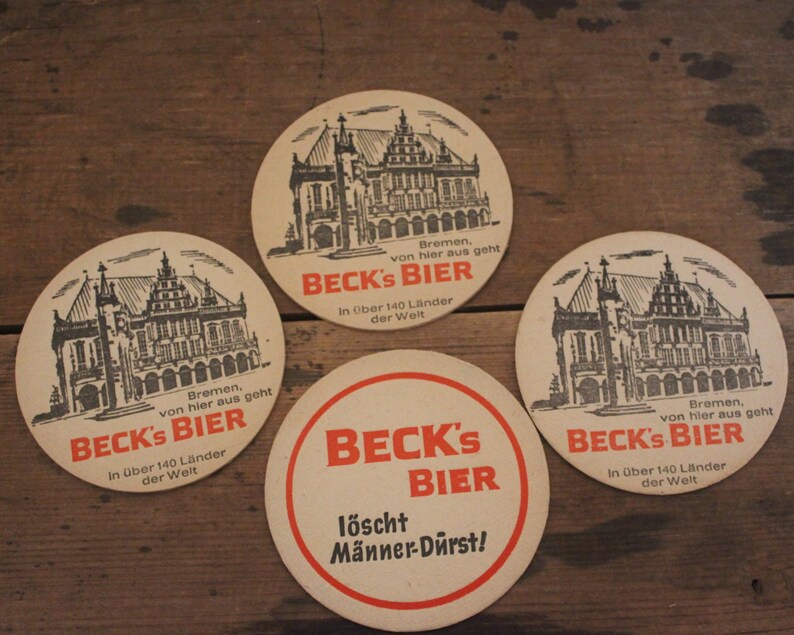 Bremen,
von hier aus geht
BECK's BIER
In über 140 Länder
der Welt
Bremen,
von hier aus geht
BECK's BIER
In über 140 Länder
der Welt
Bremen,
von hier aus geht
BECK's BIER
In über 140 Länder
der Welt
BECK's
BIER
löscht
Männer-Dürst!